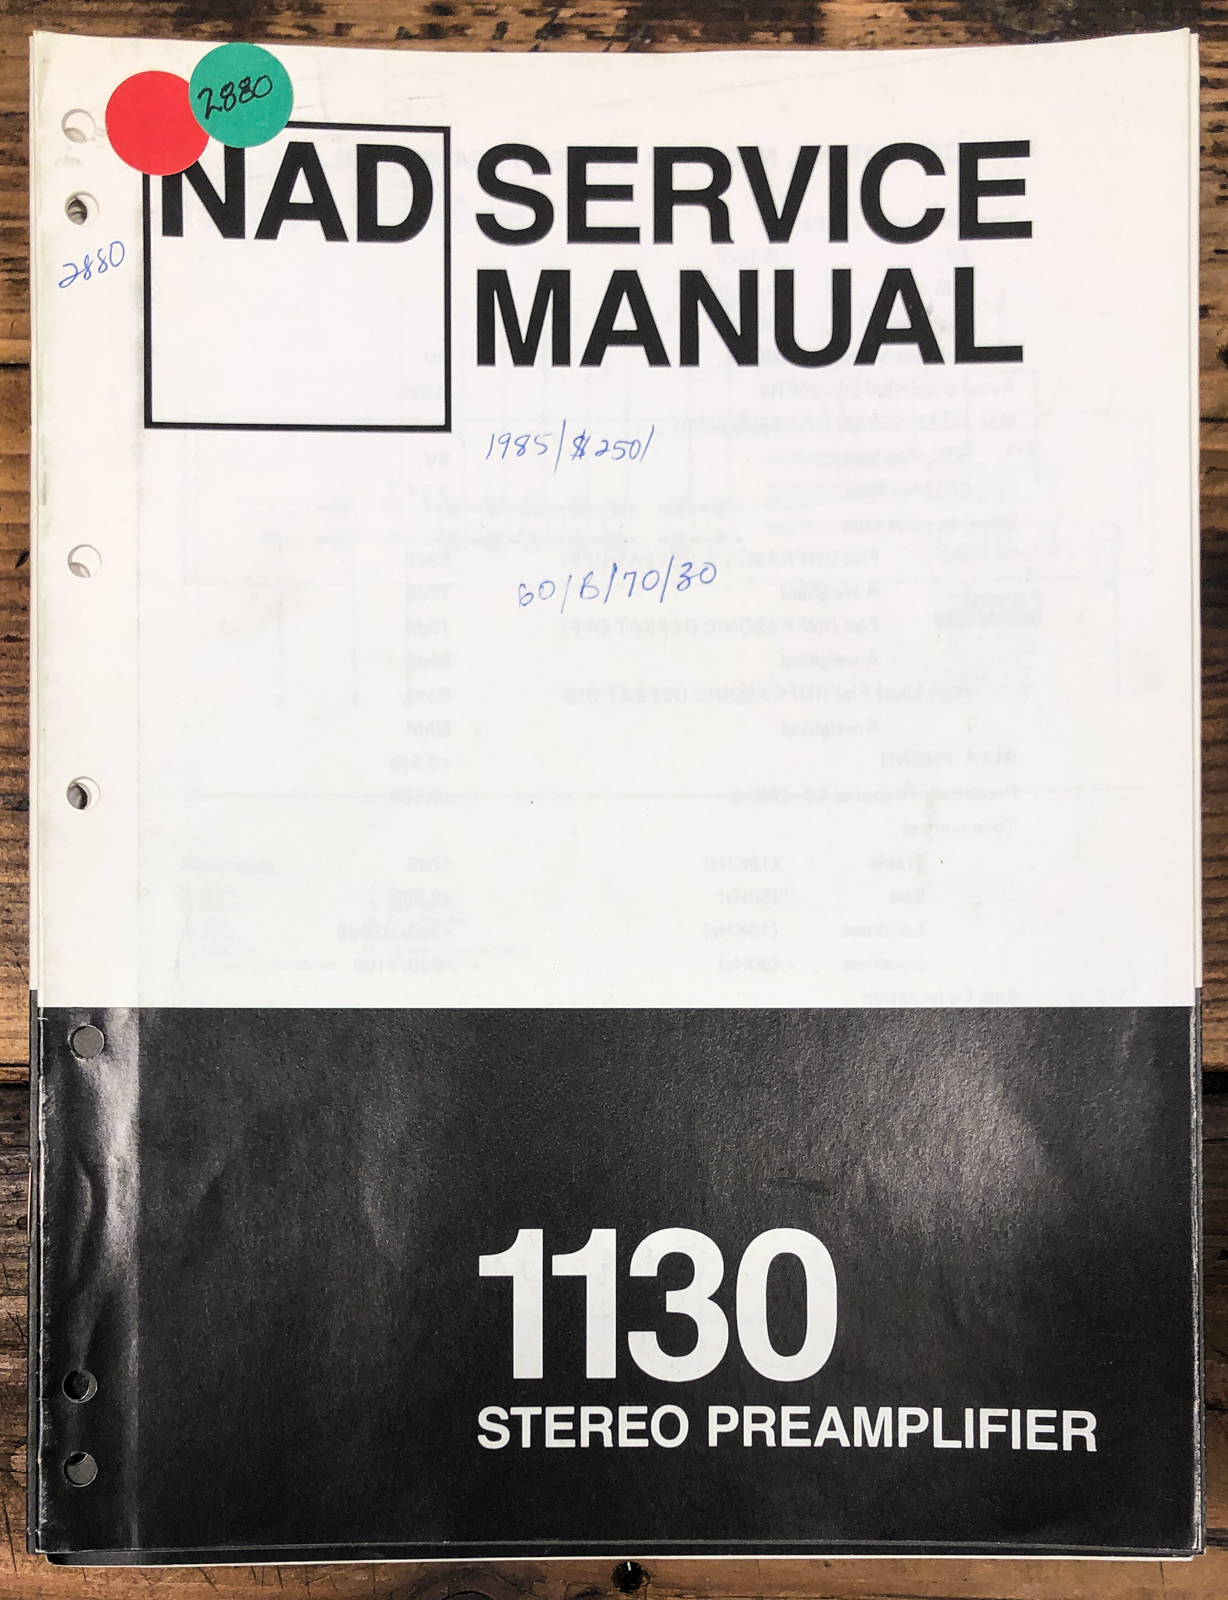 2880
NAD SERVICE
MANUAL
2880
1985/$250/
60/B/70/30
1130
STEREO PREAMPLIFIER